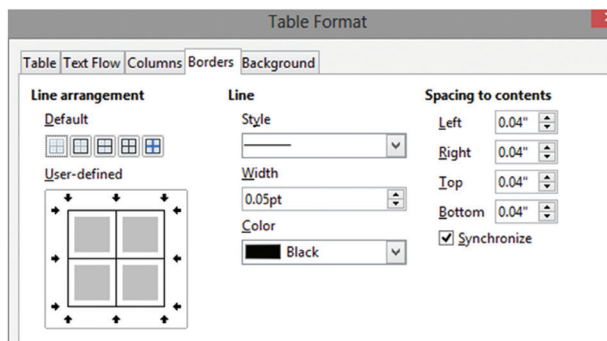 Table Format
Table Text Flow Columns Borders Background
Line arrangement
Default
User-defined
Line
Style
Width
0.05pt
Color
Black
Spacing to contents
Left 0.04"
Right 0.04"
Top 0.04"
Bottom 0.04"
Synchronize